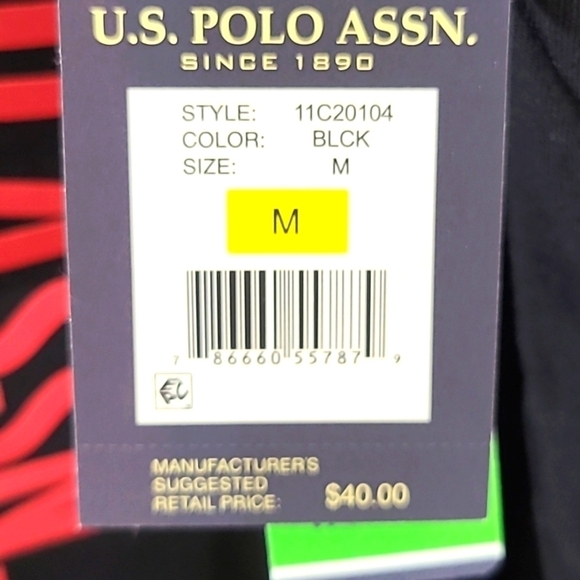 U.S. POLO ASSN.
SINCE 1890
STYLE: 11C20104
COLOR: BLCK
SIZE: M
M
7 86660 55787 9
MANUFACTURER'S
SUGGESTED
RETAIL PRICE: $40.00